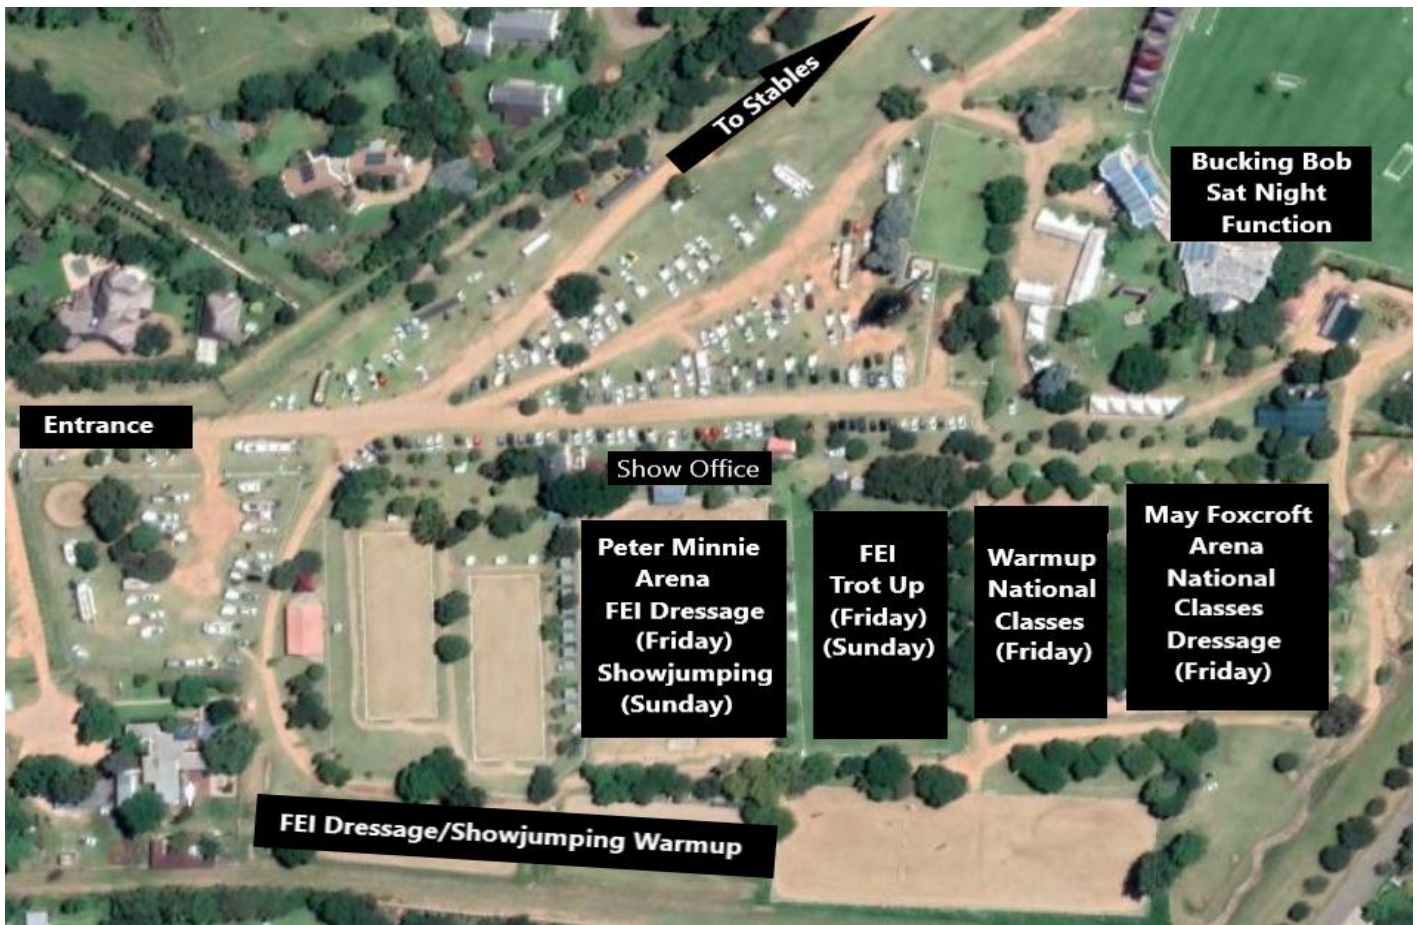 To Stables
Bucking Bob
Sat Night
Function
Entrance
Show Office
Peter Minnie
Arena
FEI Dressage
(Friday)
Showjumping
(Sunday)
FEI
Trot Up
(Friday)
(Sunday)
Warmup
National
Classes
(Friday)
May Foxcroft
Arena
National
Classes
Dressage
(Friday)
FEI Dressage/Showjumping Warmup